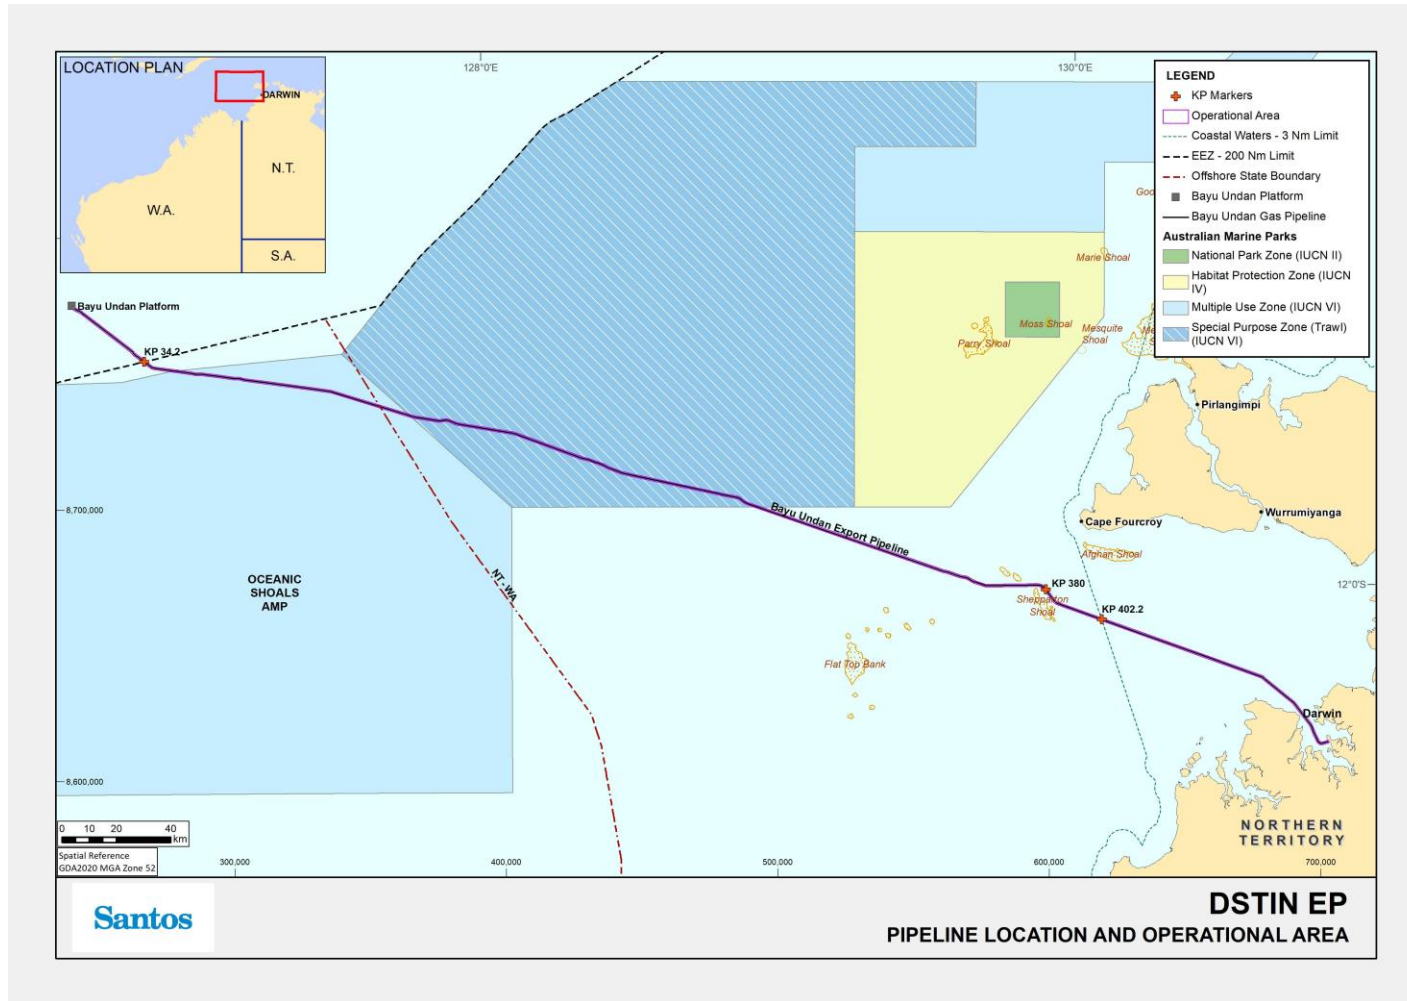 LOCATION PLAN
DARWIN
N.T.
W.A.
S.A.
128°0'E
130°0'E
LEGEND
KP Markers
Operational Area
Coastal Waters - 3 Nm Limit
EEZ - 200 Nm Limit
Offshore State Boundary
Bayu Undan Platform
Bayu Undan Gas Pipeline
Australian Marine Parks
National Park Zone (IUCN II)
Habitat Protection Zone (IUCN
IV)
Multiple Use Zone (IUCN VI)
Special Purpose Zone (Trawl)
(IUCN VI)
Marie Shoal
Bayu Undan Platform
Moss Shoal
Mesquite
Shoal
Parry Shoal
KP 34.2
Pirlangimpi
8,700,000
Bayu Undan Export Pipeline
Wurrumiyanga
Cape Fourcroy
Afghan Shoal
OCEANIC
SHOALS
AMP
NT - WA
KP 380
12°0'S
Shepparton
Shoal
KP 402.2
Flat Top Bank
Darwin
8,600,000
0 10 20 40
km
NORTHERN
TERRITORY
Spatial Reference
GDA2020 MGA Zone 52
300,000
400,000
500,000
600,000
700,000
Santos
DSTIN EP
PIPELINE LOCATION AND OPERATIONAL AREA